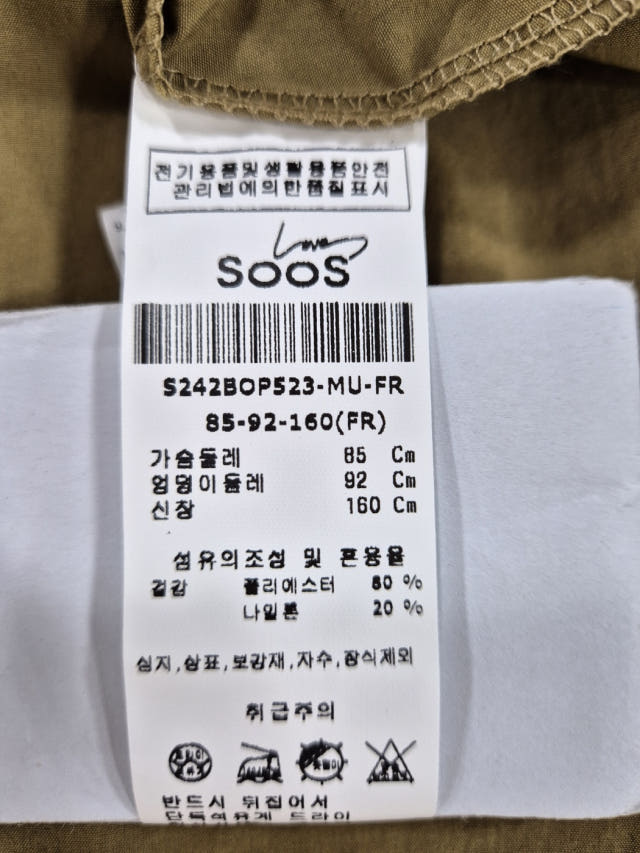 전기용품및생활용품안전
관리법에의한품질표시
Love
SOOS
S242BOP523-MU-FR
85-92-160(FR)
가슴둘레 85 Cm
엉덩이둘레 92 Cm
신장 160 Cm
섬유의조성 및 혼용율
겉감 폴리에스터 80 %
나일론 20 %
심지,상표,보강재,자수,장식제외
취급주의
반드시 뒤집어서